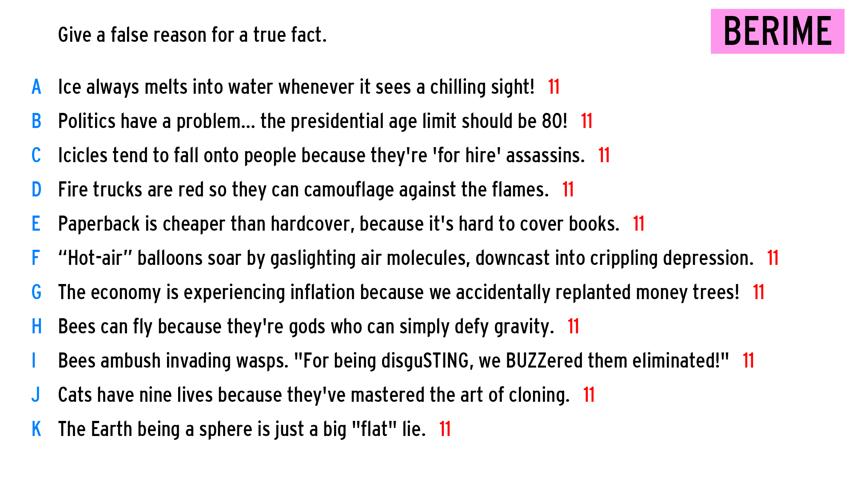 Give a false reason for a true fact.
BERIME
A Ice always melts into water whenever it sees a chilling sight! 11
B Politics have a problem... the presidential age limit should be 80! 11
C Icicles tend to fall onto people because they're 'for hire' assassins. 11
D Fire trucks are red so they can camouflage against the flames. 11
E Paperback is cheaper than hardcover, because it's hard to cover books. 11
F “Hot-air” balloons soar by gaslighting air molecules, downcast into crippling depression. 11
G The economy is experiencing inflation because we accidentally replanted money trees! 11
H Bees can fly because they're gods who can simply defy gravity. 11
I Bees ambush invading wasps. "For being disguSTING, we BUZZered them eliminated!" 11
J Cats have nine lives because they've mastered the art of cloning. 11
K The Earth being a sphere is just a big "flat" lie. 11